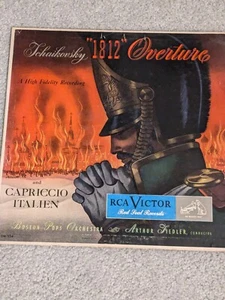 Tchaikovsky "1812" Overture
A High Fidelity Recording
and
CAPRICCIO
ITALIEN
RCA VICTOR
Red Seal Records
BOSTON POPS ORCHESTRA
ARTHUR FIEDLER, CONDUCTOR